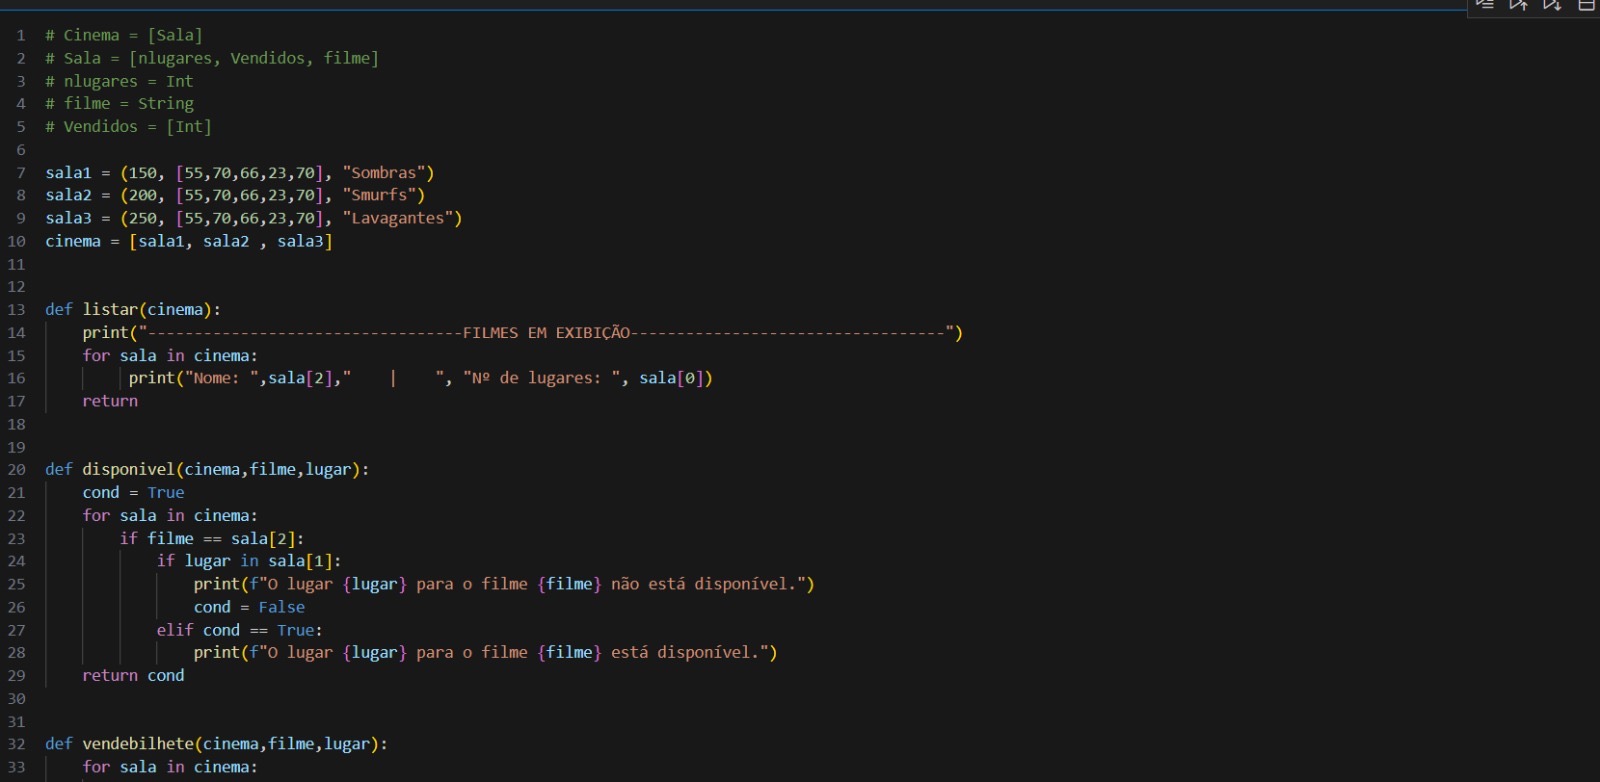 1 # Cinema = [Sala]
2 # Sala = [nlugares, Vendidos, filme]
3 # nlugares = Int
4 # filme = String
5 # Vendidos = [Int]
6
7 sala1 = (150, [55,70,66,23,70], "Sombras")
8 sala2 = (200, [55,70,66,23,70], "Smurfs")
9 sala3 = (250, [55,70,66,23,70], "Lavagantes")
10 cinema = [sala1, sala2 , sala3]
11
12
13 def listar(cinema):
14     print("----------------------------------FILMES EM EXIBIÇÃO----------------------------------")
15     for sala in cinema:
16          print("Nome: ",sala[2],"    |    ", "Nº de lugares: ", sala[0])
17     return
18
19
20 def disponivel(cinema,filme,lugar):
21     cond = True
22     for sala in cinema:
23         if filme == sala[2]:
24             if lugar in sala[1]:
25                 print(f"O lugar {lugar} para o filme {filme} não está disponível.")
26                 cond = False
27             elif cond == True:
28                 print(f"O lugar {lugar} para o filme {filme} está disponível.")
29     return cond
30
31
32 def vendebilhete(cinema,filme,lugar):
33     for sala in cinema: